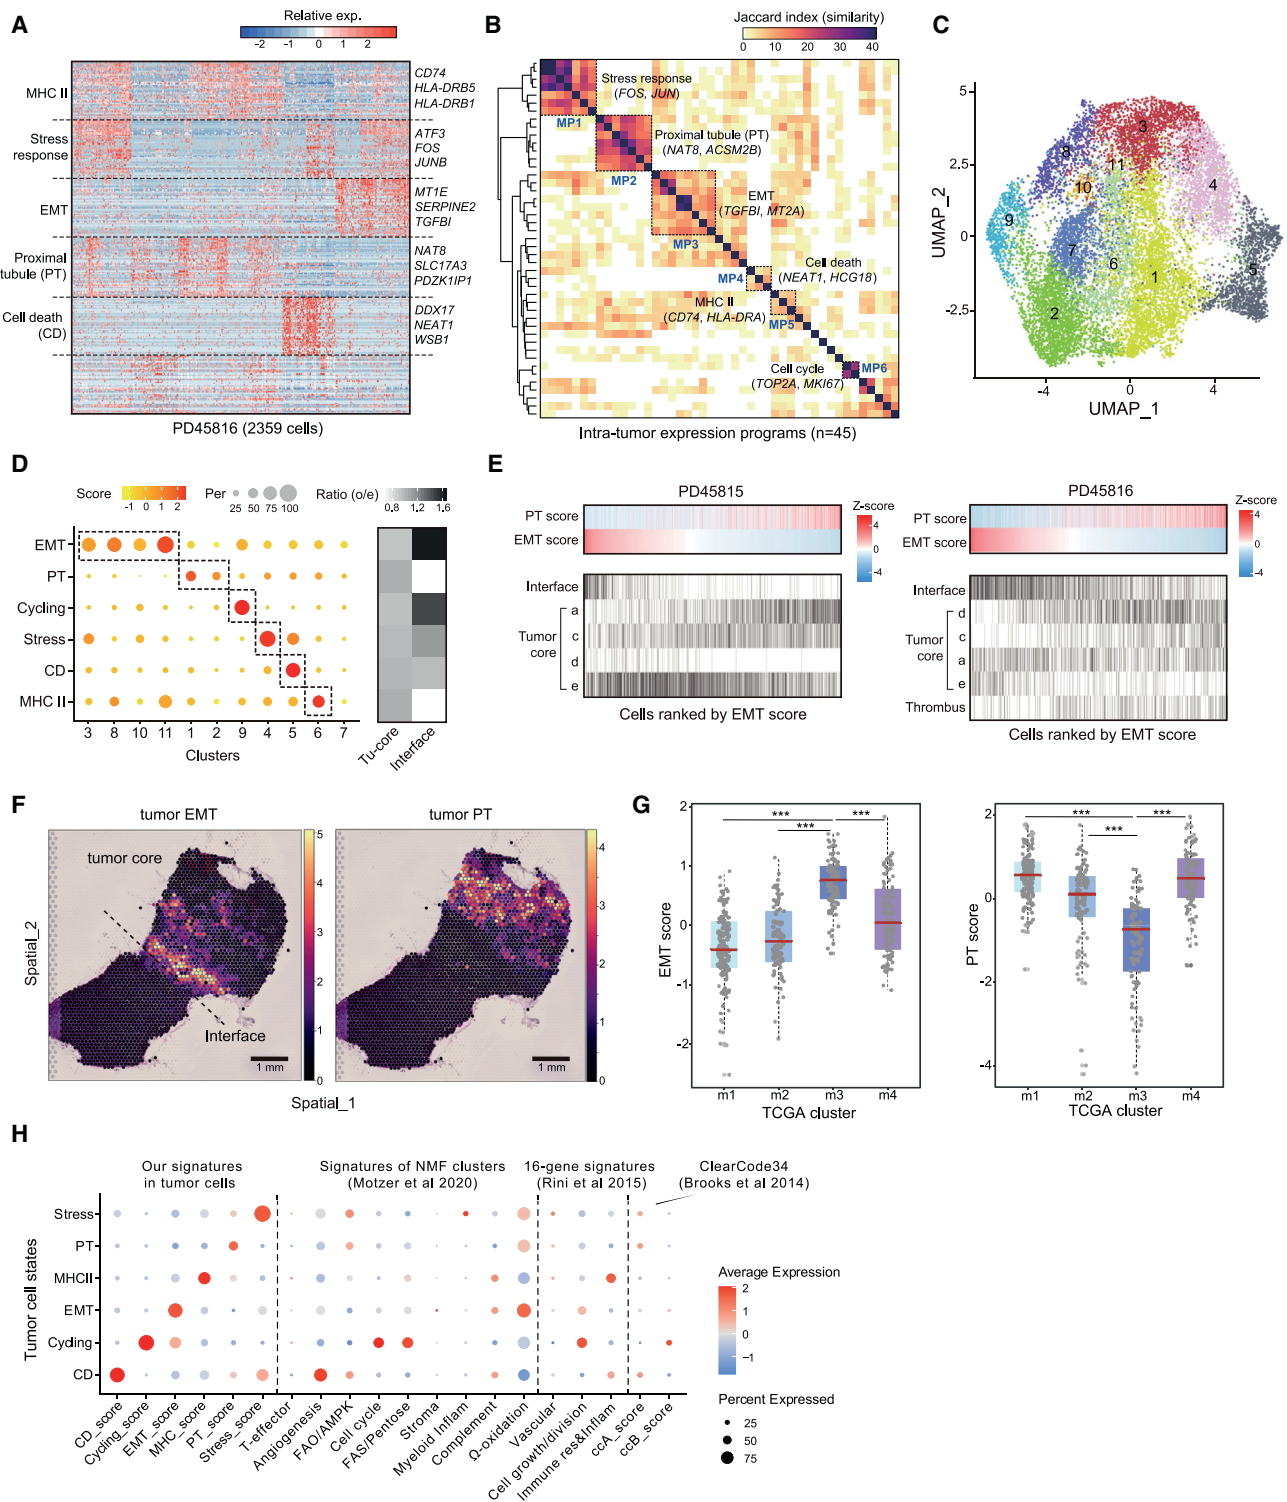 A
Relative exp.
-2 -1 0 1 2
MHC II
CD74
HLA-DRB5
HLA-DRB1
Stress
response
ATF3
FOS
JUNB
EMT
MT1E
SERPINE2
TGFBI
Proximal
tubule (PT)
NAT8
SLC17A3
PDZK1IP1
Cell death
(CD)
DDX17
NEAT1
WSB1
PD45816 (2359 cells)
B
Jaccard index (similarity)
0 10 20 30 40
Stress response
(FOS, JUN)
MP1
Proximal tubule (PT)
(NAT8, ACSM2B)
MP2
EMT
(TGFBI, MT2A)
MP3
Cell death
(NEAT1, HCG18)
MP4
MHC II
(CD74, HLA-DRA)
MP5
Cell cycle
(TOP2A, MKI67)
MP6
Intra-tumor expression programs (n=45)
C
5
2.5
0
-2.5
UMAP_2
-4 0 4
UMAP_1
3
8
11
10
4
9
7
6
5
1
2
D
Score
-1 0 1 2
Per
25 50 75 100
Ratio (o/e)
0,8 1,2 1.6
EMT
PT
Cycling
Stress
CD
MHC II
3 8 10 11 1 2 9 4 5 6 7
Clusters
Tu-core
Interface
E
PD45815
PT score
EMT score
Z-score
4
0
-4
Interface
Tumor
core
a
c
d
e
Cells ranked by EMT score
PD45816
PT score
EMT score
Z-score
4
0
-4
Interface
Tumor
core
d
c
a
e
Thrombus
Cells ranked by EMT score
F
tumor EMT
tumor PT
tumor core
Interface
1 mm
1 mm
5
4
3
2
1
0
4
3
2
1
0
Spatial_2
Spatial_1
G
2
1
0
-1
-2
EMT score
*** *** ***
m1 m2 m3 m4
TCGA cluster
2
0
-2
-4
PT score
*** *** ***
m1 m2 m3 m4
TCGA cluster
H
Our signatures
in tumor cells
Signatures of NMF clusters
(Motzer et al 2020)
16-gene signatures
(Rini et al 2015)
ClearCode34
(Brooks et al 2014)
Tumor cell states
Stress
PT
MHCII
EMT
Cycling
CD
CD_score
Cycling_score
EMT_score
MHC_score
PT_score
Stress_score
T-effector
Angiogenesis
FAO/AMPK
Cell cycle
FAS/Pentose
Stroma
Myeloid Inflam
Complement
Ω-oxidation
Vascular
Cell growth/division
Immune res&Inflam
ccA_score
ccB_score
Average Expression
2
1
0
−1
Percent Expressed
25
50
75